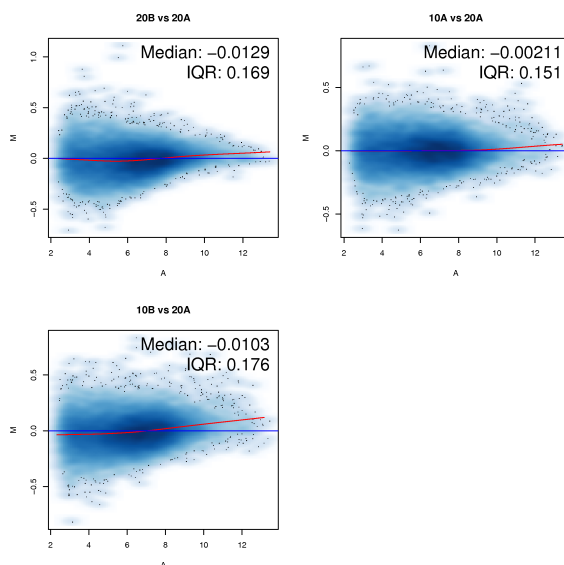 20B vs 20A
Median: −0.0129
IQR: 0.169
M
1.0
0.5
0.0
−0.5
2 4 6 8 10 12
A
10A vs 20A
Median: −0.00211
IQR: 0.151
M
0.5
0.0
−0.5
2 4 6 8 10 12
A
10B vs 20A
Median: −0.0103
IQR: 0.176
M
0.5
0.0
−0.5
2 4 6 8 10 12
A